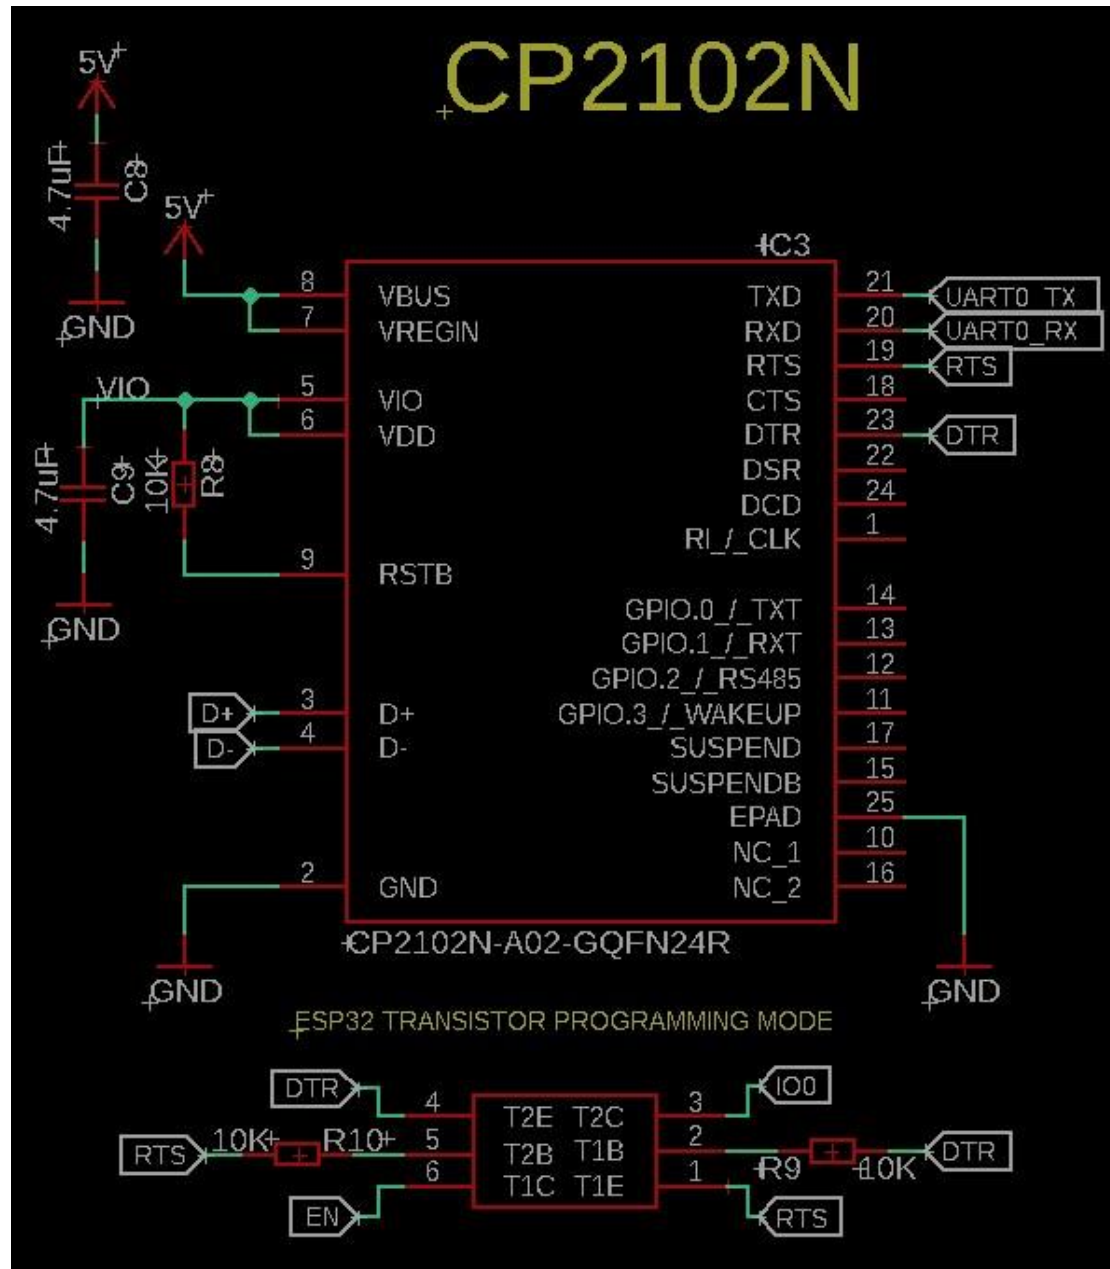 CP2102N
5V
4.7uF
C8
GND
5V
IC3
8 VBUS
7 VREGIN
VIO
5 VIO
6 VDD
4.7uF
C9
10K
R8
GND
9 RSTB
D+ 3 D+
D- 4 D-
2 GND
GND
TXD 21 UART0_TX
RXD 20 UART0_RX
RTS 19 RTS
CTS 18
DTR 23 DTR
DSR 22
DCD 24
RI_/_CLK 1
GPIO.0_/_TXT 14
GPIO.1_/_RXT 13
GPIO.2_/_RS485 12
GPIO.3_/_WAKEUP 11
SUSPEND 17
SUSPENDB 15
EPAD 25
NC_1 10
NC_2 16
GND
CP2102N-A02-GQFN24R
ESP32 TRANSISTOR PROGRAMMING MODE
DTR 4 T2E T2C 3 IO0
RTS 10K R10 5 T2B T1B 2 R9 10K DTR
EN 6 T1C T1E 1 RTS